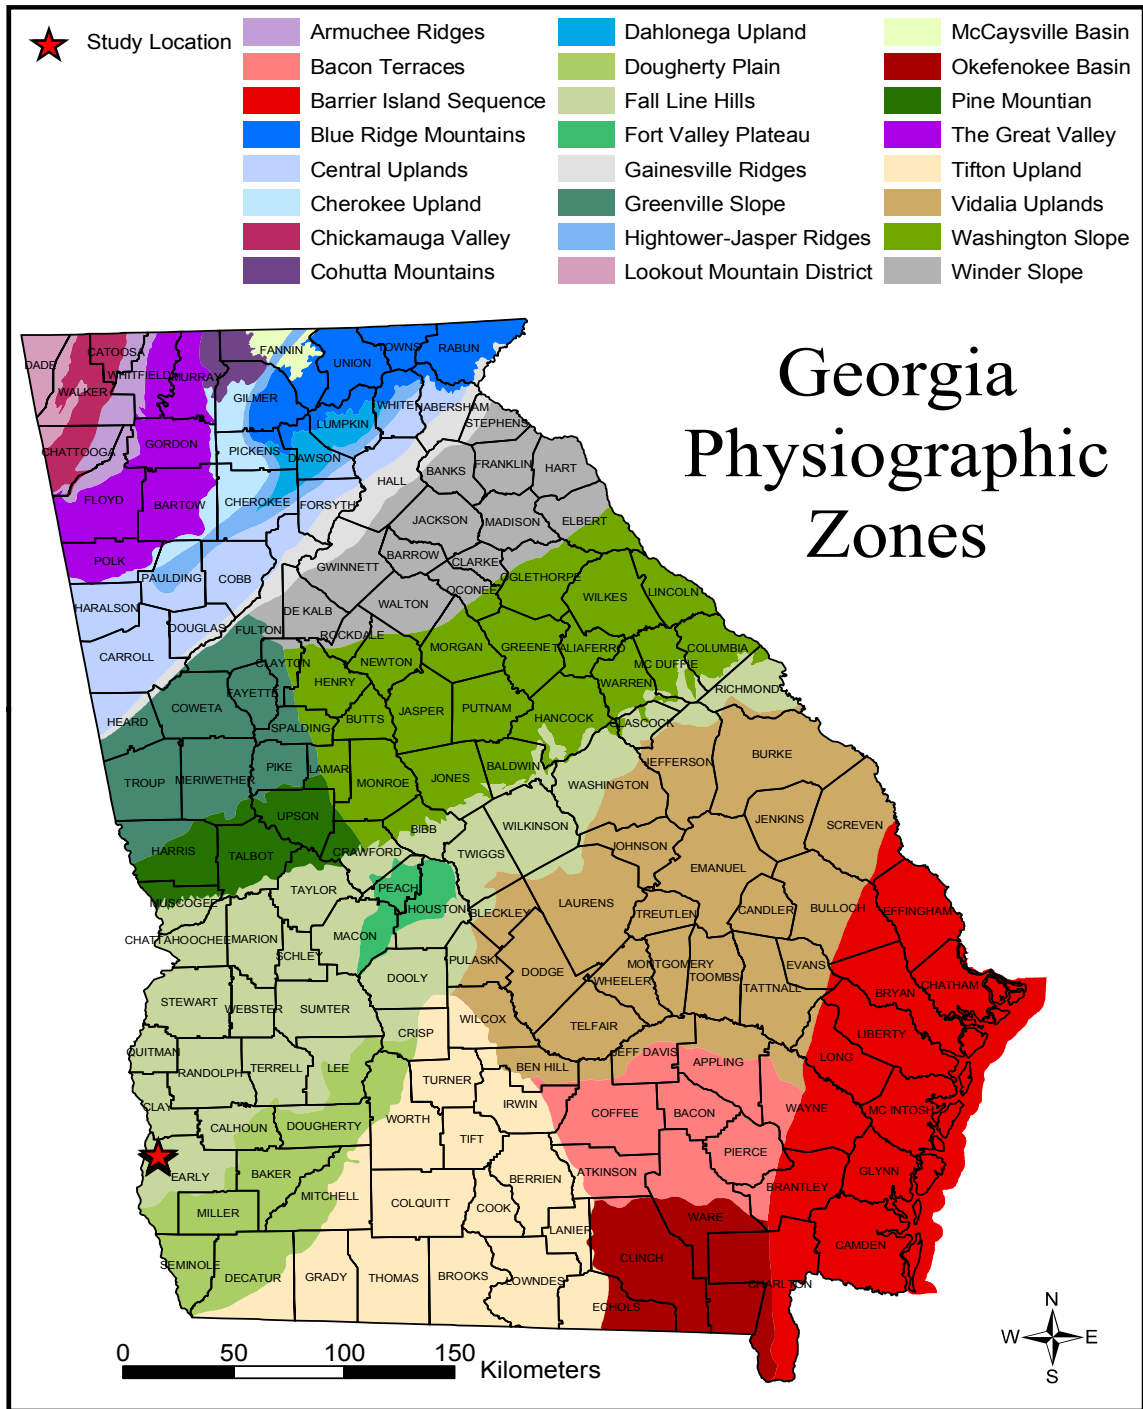 Study Location
Armuchee Ridges
Bacon Terraces
Barrier Island Sequence
Blue Ridge Mountains
Central Uplands
Cherokee Upland
Chickamauga Valley
Cohutta Mountains
Dahlonega Upland
Dougherty Plain
Fall Line Hills
Fort Valley Plateau
Gainesville Ridges
Greenville Slope
Hightower-Jasper Ridges
Lookout Mountain District
McCaysville Basin
Okefenokee Basin
Pine Mountian
The Great Valley
Tifton Upland
Vidalia Uplands
Washington Slope
Winder Slope
Georgia
Physiographic
Zones
DADE
CATOOSA
WHITFIELD
MURRAY
WALKER
FANNIN
UNION
TOWNS
RABUN
GILMER
WHITE
HABERSHAM
STEPHENS
LUMPKIN
CHATTOOGA
GORDON
PICKENS
DAWSON
BANKS
FRANKLIN
HART
HALL
FLOYD
BARTOW
CHEROKEE
FORSYTH
JACKSON
MADISON
ELBERT
POLK
PAULDING
COBB
GWINNETT
BARROW
CLARKE
OGLETHORPE
OCONEE
WILKES
LINCOLN
HARALSON
DOUGLAS
FULTON
DE KALB
WALTON
ROCKDALE
CARROLL
CLAYTON
NEWTON
MORGAN
GREENE
TALIAFERRO
MC DUFFIE
COLUMBIA
HEARD
COWETA
FAYETTE
HENRY
WARREN
RICHMOND
SPALDING
BUTTS
JASPER
PUTNAM
HANCOCK
GLASCOCK
TROUP
MERIWETHER
PIKE
LAMAR
MONROE
JONES
BALDWIN
WASHINGTON
JEFFERSON
BURKE
UPSON
BIBB
WILKINSON
JENKINS
SCREVEN
HARRIS
TALBOT
CRAWFORD
TWIGGS
JOHNSON
EMANUEL
MUSCOGEE
TAYLOR
PEACH
HOUSTON
BLECKLEY
LAURENS
TREUTLEN
CANDLER
BULLOCH
EFFINGHAM
CHATTAHOOCHEE
MARION
SCHLEY
MACON
PULASKI
DODGE
WHEELER
MONTGOMERY
TOOMBS
EVANS
TATTNALL
BRYAN
CHATHAM
STEWART
WEBSTER
SUMTER
DOOLY
CRISP
WILCOX
TELFAIR
LIBERTY
QUITMAN
RANDOLPH
TERRELL
LEE
TURNER
BEN HILL
JEFF DAVIS
APPLING
LONG
CLAY
CALHOUN
DOUGHERTY
WORTH
IRWIN
TIFT
COFFEE
BACON
WAYNE
MC INTOSH
EARLY
BAKER
MITCHELL
BERRIEN
ATKINSON
PIERCE
BRANTLEY
GLYNN
MILLER
COLQUITT
COOK
LANIER
WARE
CLINCH
CAMDEN
SEMINOLE
DECATUR
GRADY
THOMAS
BROOKS
LOWNDES
ECHOLS
CHARLTON
0 50 100 150
Kilometers
N
W E
S